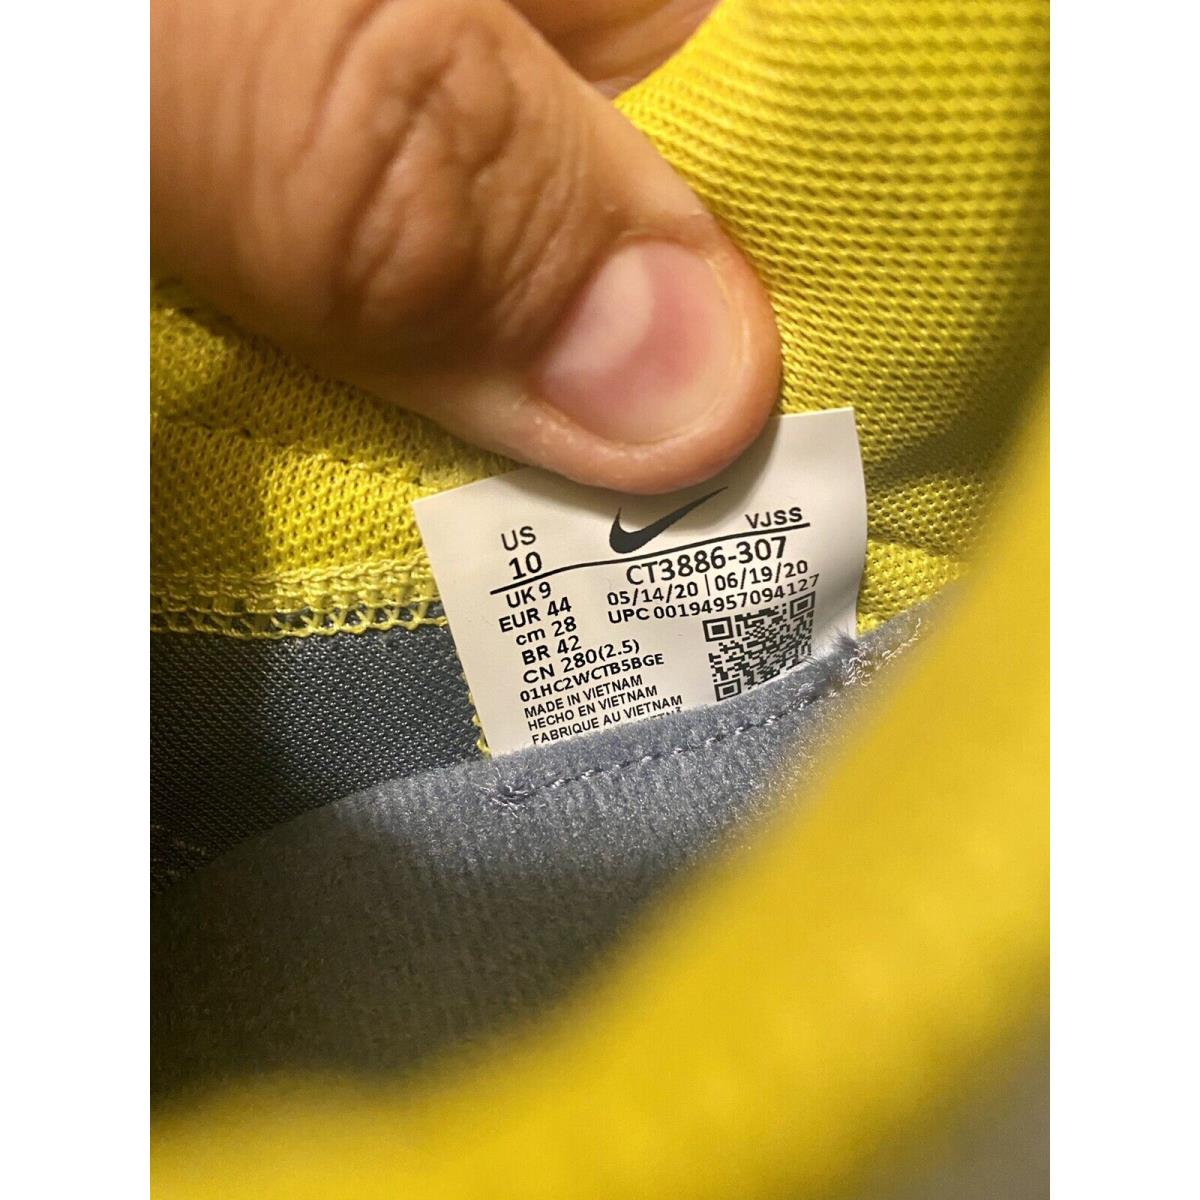 US
10
UK 9
EUR 44
cm 28
BR 42
CN 280(2.5)
01HC2WCTB5BGE
MADE IN VIETNAM
HECHO EN VIETNAM
FABRIQUE AU VIETNAM
VJSS
CT3886-307
05/14/20 | 06/19/20
UPC 00194957094127